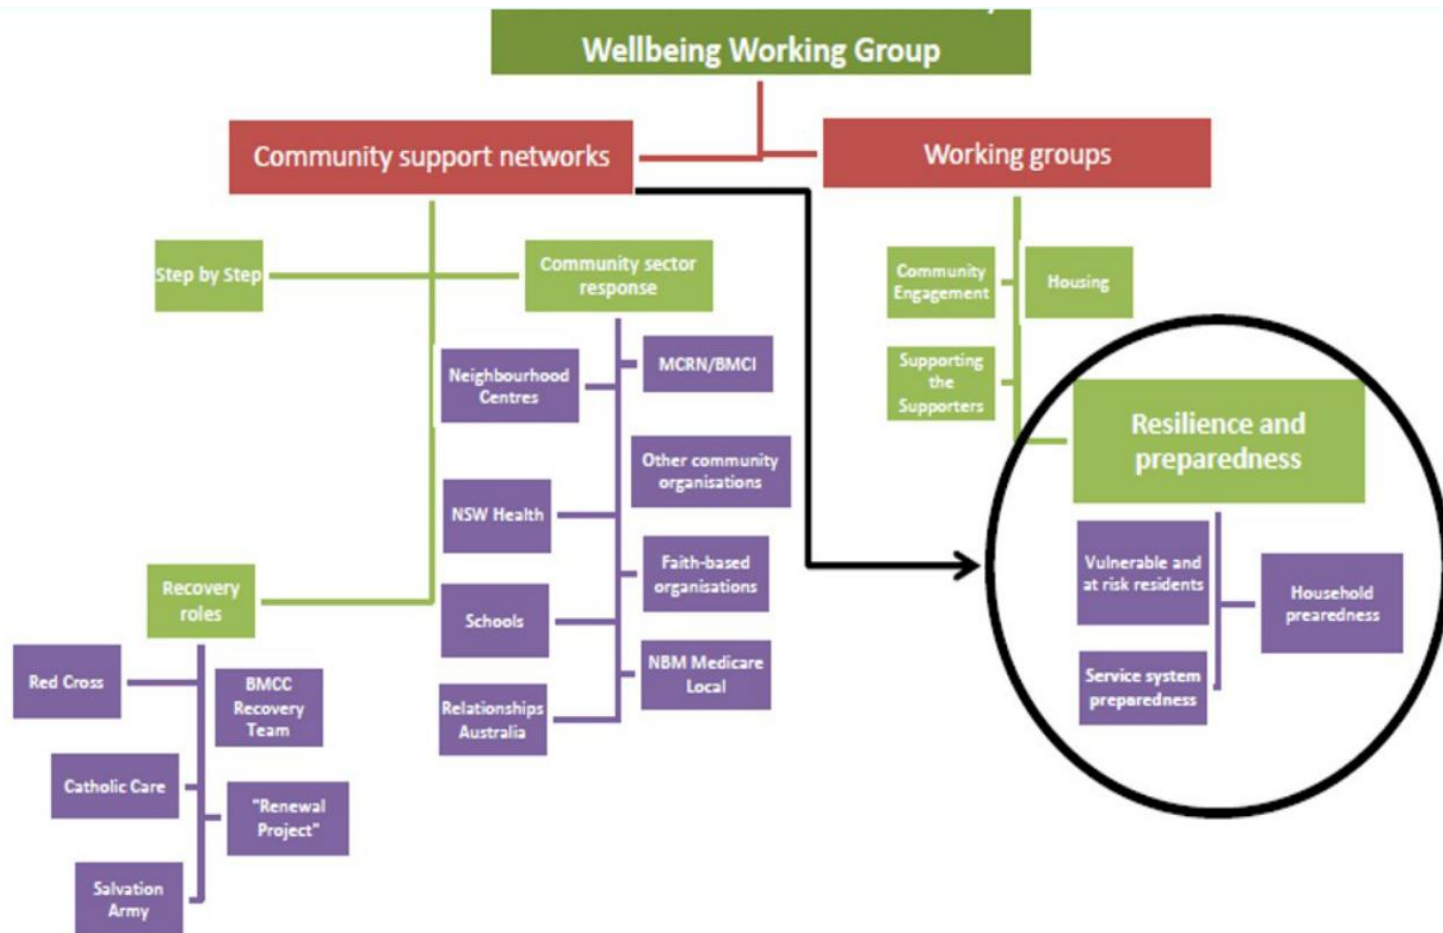 Wellbeing Working Group
Community support networks
Working groups
Step by Step
Community sector
response
Community
Engagement
Housing
Neighbourhood
Centres
MCRN/BMCI
Supporting
the
Supporters
Resilience and
preparedness
Other community
organisations
NSW Health
Vulnerable and
at risk residents
Household
prearedness
Faith-based
organisations
Recovery
roles
Schools
NBM Medicare
Local
Service system
preparedness
Red Cross
BMCC
Recovery
Team
Relationships
Australia
Catholic Care
"Renewal
Project"
Salvation
Army